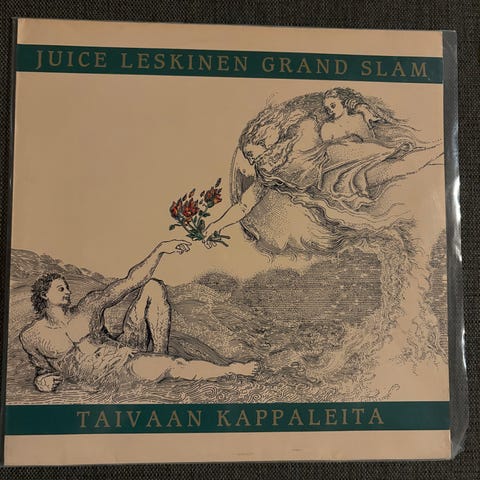 JUICE LESKINEN GRAND SLAM
TAIVAAN KAPPALEITA